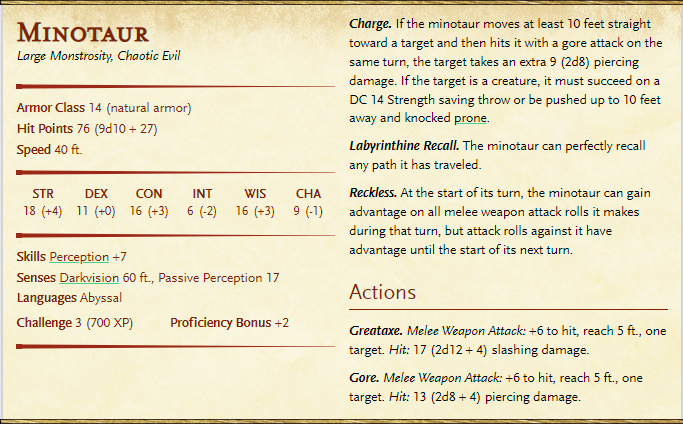 Minotaur
Large Monstrosity, Chaotic Evil
Armor Class 14 (natural armor)
Hit Points 76 (9d10 + 27)
Speed 40 ft.
STR DEX CON INT WIS CHA
18 (+4) 11 (+0) 16 (+3) 6 (-2) 16 (+3) 9 (-1)
Skills Perception +7
Senses Darkvision 60 ft., Passive Perception 17
Languages Abyssal
Challenge 3 (700 XP) Proficiency Bonus +2
Charge. If the minotaur moves at least 10 feet straight
toward a target and then hits it with a gore attack on the
same turn, the target takes an extra 9 (2d8) piercing
damage. If the target is a creature, it must succeed on a
DC 14 Strength saving throw or be pushed up to 10 feet
away and knocked prone.
Labyrinthine Recall. The minotaur can perfectly recall
any path it has traveled.
Reckless. At the start of its turn, the minotaur can gain
advantage on all melee weapon attack rolls it makes
during that turn, but attack rolls against it have
advantage until the start of its next turn.
Actions
Greataxe. Melee Weapon Attack: +6 to hit, reach 5 ft., one
target. Hit: 17 (2d12 + 4) slashing damage.
Gore. Melee Weapon Attack: +6 to hit, reach 5 ft., one
target. Hit: 13 (2d8 + 4) piercing damage.